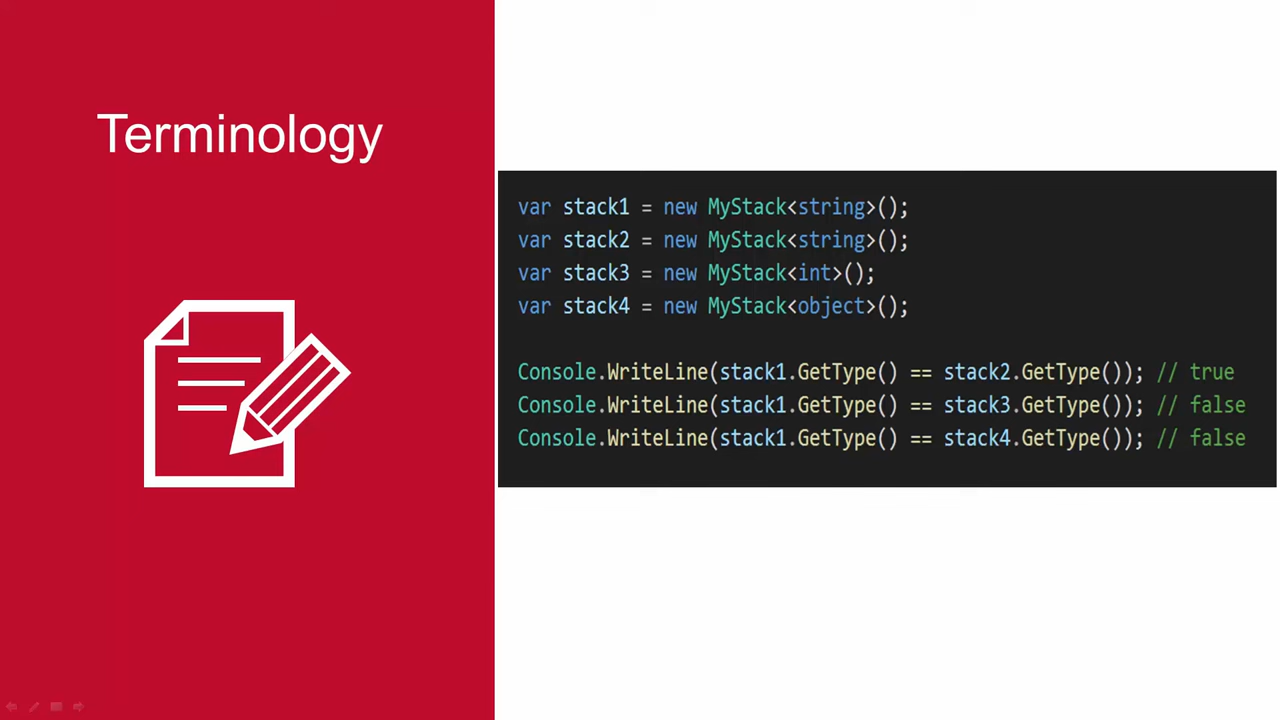 Terminology
var stack1 = new MyStack<string>();
var stack2 = new MyStack<string>();
var stack3 = new MyStack<int>();
var stack4 = new MyStack<object>();
Console.WriteLine(stack1.GetType() == stack2.GetType()); // true
Console.WriteLine(stack1.GetType() == stack3.GetType()); // false
Console.WriteLine(stack1.GetType() == stack4.GetType()); // false